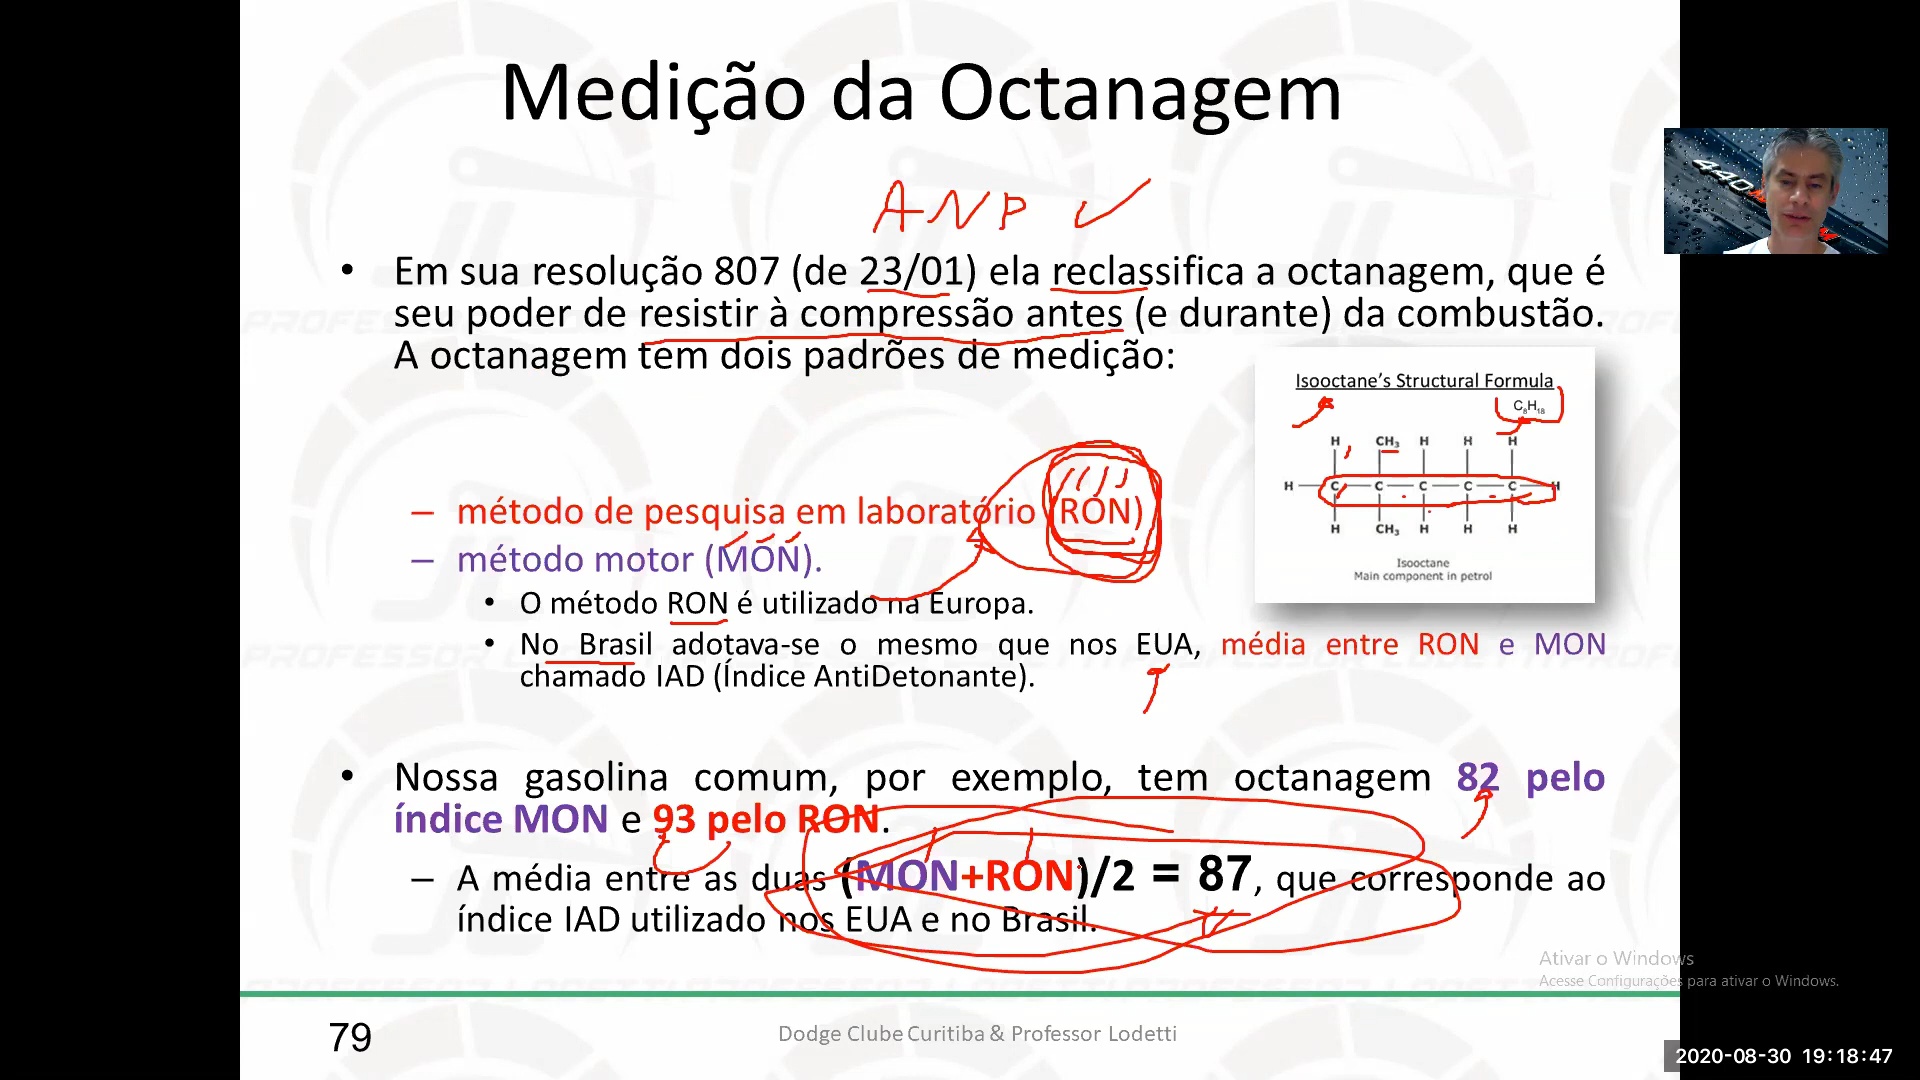 Medição da Octanagem
ANP
• Em sua resolução 807 (de 23/01) ela reclassifica a octanagem, que é
seu poder de resistir à compressão antes (e durante) da combustão.
A octanagem tem dois padrões de medição:
Isooctane's Structural Formula
C8H18
H CH3 H H H
H C C C C C H
H CH3 H H H
Isooctane
Main component in petrol
– método de pesquisa em laboratório (RON)
– método motor (MON).
• O método RON é utilizado na Europa.
• No Brasil adotava-se o mesmo que nos EUA, média entre RON e MON
chamado IAD (Índice AntiDetonante).
• Nossa gasolina comum, por exemplo, tem octanagem 82 pelo
índice MON e 93 pelo RON.
– A média entre as duas (MON+RON)/2 = 87, que corresponde ao
índice IAD utilizado nos EUA e no Brasil.
79
Dodge Clube Curitiba & Professor Lodetti
440
Ativar o Windows
Acesse Configurações para ativar o Windows.
2020-08-30 19:18:47